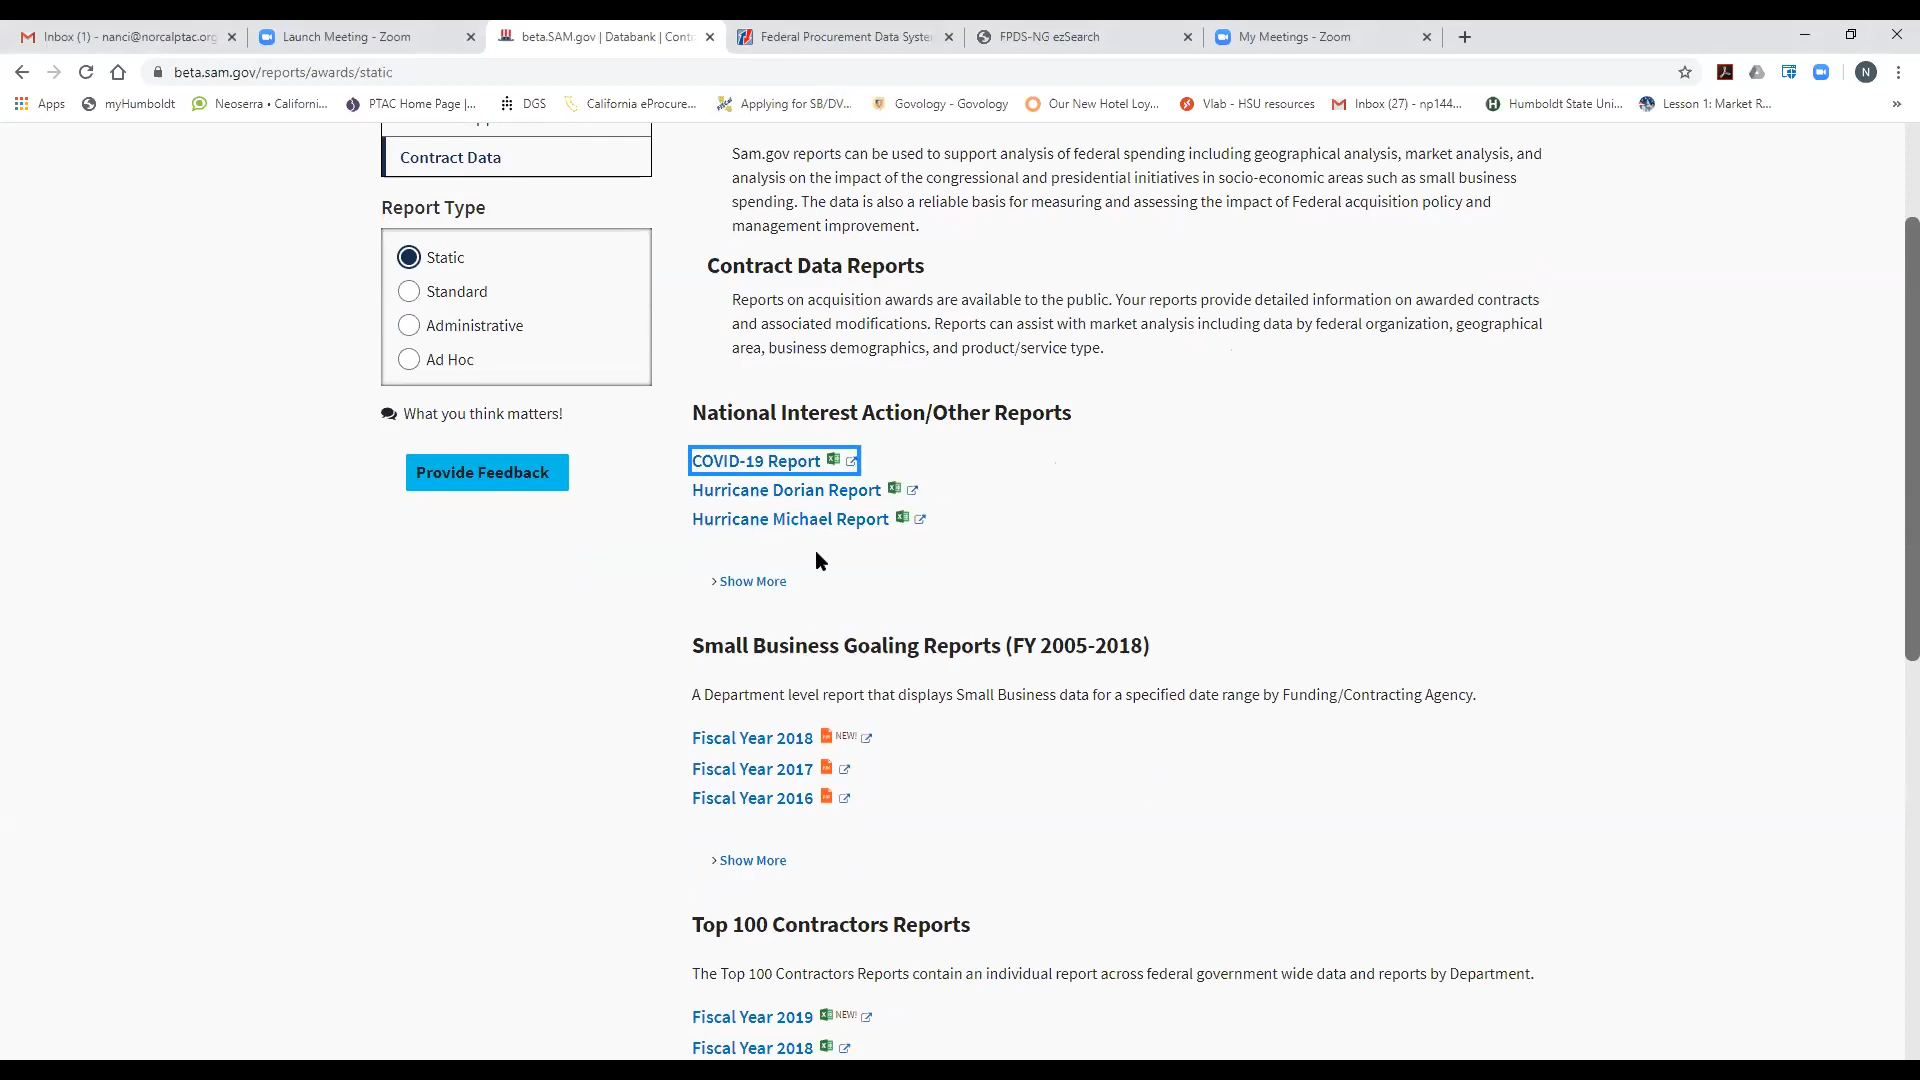 Inbox (1) - nanci@norcalptac.org
Launch Meeting - Zoom
beta.SAM.gov | Databank | Contr
Federal Procurement Data System
FPDS-NG ezSearch
My Meetings - Zoom
beta.sam.gov/reports/awards/static
N
Apps
myHumboldt
Neoserra • Californi...
PTAC Home Page |...
DGS
California eProcure...
Applying for SB/DV...
Govology - Govology
Our New Hotel Loy...
Vlab - HSU resources
Inbox (27) - np144...
Humboldt State Uni...
Lesson 1: Market R...
»
Contract Data
Report Type
Static
Standard
Administrative
Ad Hoc
What you think matters!
Provide Feedback
Sam.gov reports can be used to support analysis of federal spending including geographical analysis, market analysis, and
analysis on the impact of the congressional and presidential initiatives in socio-economic areas such as small business
spending. The data is also a reliable basis for measuring and assessing the impact of Federal acquisition policy and
management improvement.
Contract Data Reports
Reports on acquisition awards are available to the public. Your reports provide detailed information on awarded contracts
and associated modifications. Reports can assist with market analysis including data by federal organization, geographical
area, business demographics, and product/service type.
National Interest Action/Other Reports
COVID-19 Report
Hurricane Dorian Report
Hurricane Michael Report
Show More
Small Business Goaling Reports (FY 2005-2018)
A Department level report that displays Small Business data for a specified date range by Funding/Contracting Agency.
Fiscal Year 2018 NEW!
Fiscal Year 2017
Fiscal Year 2016
Show More
Top 100 Contractors Reports
The Top 100 Contractors Reports contain an individual report across federal government wide data and reports by Department.
Fiscal Year 2019 NEW!
Fiscal Year 2018